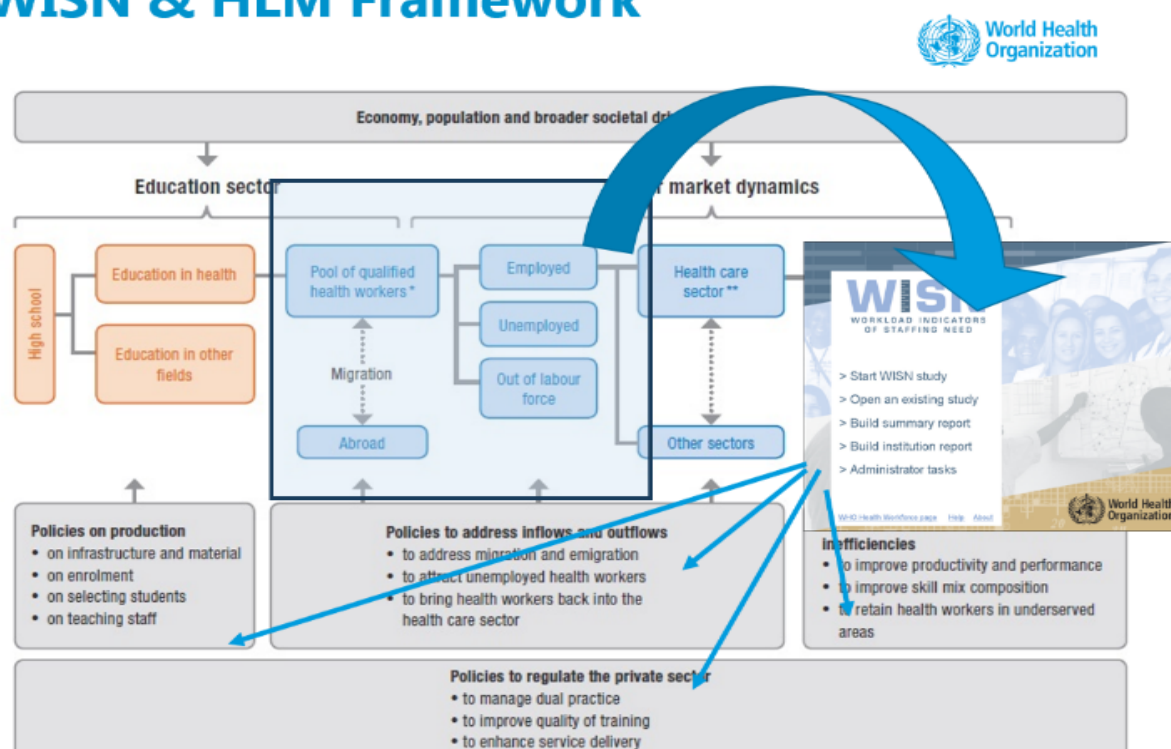 WISN & HLM Framework
World Health
Organization
Economy, population and broader societal
Education sector
market dynamics
High school
Education in health
Education in other
fields
Pool of qualified
health workers*
Migration
Abroad
Employed
Unemployed
Out of labour
force
Health care
sector**
Other sectors
WISN
WORKLOAD INDICATORS
OF STAFFING NEED
> Start WISN study
> Open an existing study
> Build summary report
> Build institution report
> Administrator tasks
WHO Health Workforce page Help About
World Health
Organization
Policies on production
• on infrastructure and material
• on enrolment
• on selecting students
• on teaching staff
Policies to address inflows and outflows
• to address migration and emigration
• to attract unemployed health workers
• to bring health workers back into the
health care sector
inefficiencies
• to improve productivity and performance
• to improve skill mix composition
• to retain health workers in underserved
areas
Policies to regulate the private sector
• to manage dual practice
• to improve quality of training
• to enhance service delivery